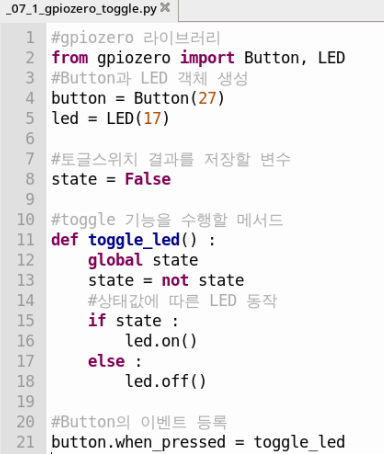 _07_1_gpiozero_toggle.py
1 #gpiozero 라이브러리
2 from gpiozero import Button, LED
3 #Button과 LED 객체 생성
4 button = Button(27)
5 led = LED(17)
6
7 #토글스위치 결과를 저장할 변수
8 state = False
9
10 #toggle 기능을 수행할 메서드
11 def toggle_led() :
12     global state
13     state = not state
14     #상태값에 따른 LED 동작
15     if state :
16         led.on()
17     else :
18         led.off()
19
20 #Button의 이벤트 등록
21 button.when_pressed = toggle_led